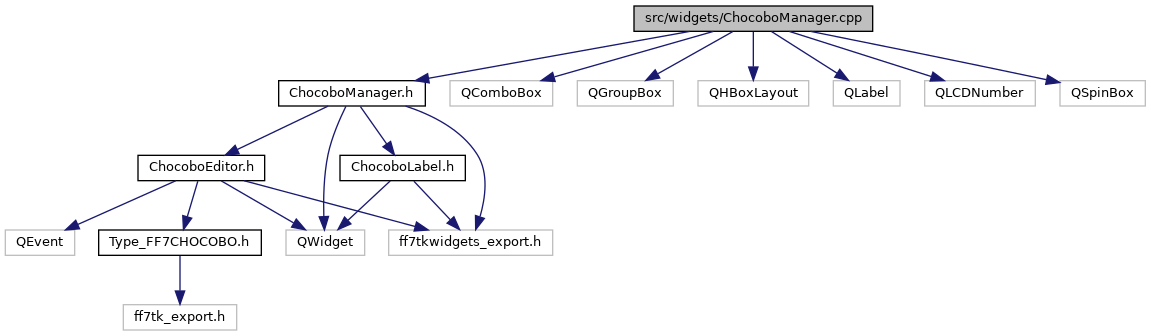 src/widgets/ChocoboManager.cpp
ChocoboManager.h
QComboBox
QGroupBox
QHBoxLayout
QLabel
QLCDNumber
QSpinBox
ChocoboEditor.h
ChocoboLabel.h
QEvent
Type_FF7CHOCOBO.h
QWidget
ff7tkwidgets_export.h
ff7tk_export.h